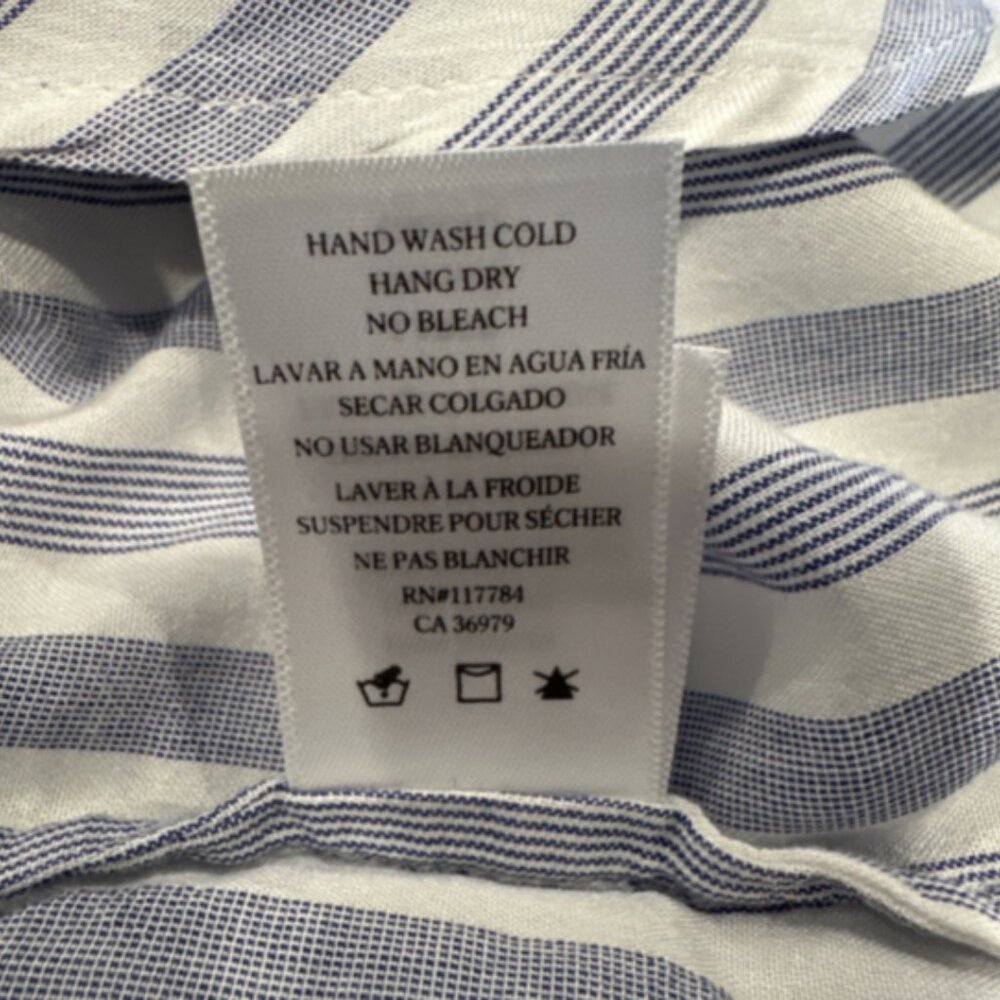 HAND WASH COLD
HANG DRY
NO BLEACH
LAVAR A MANO EN AGUA FRÍA
SECAR COLGADO
NO USAR BLANQUEADOR
LAVER À LA FROIDE
SUSPENDRE POUR SÉCHER
NE PAS BLANCHIR
RN#117784
CA 36979